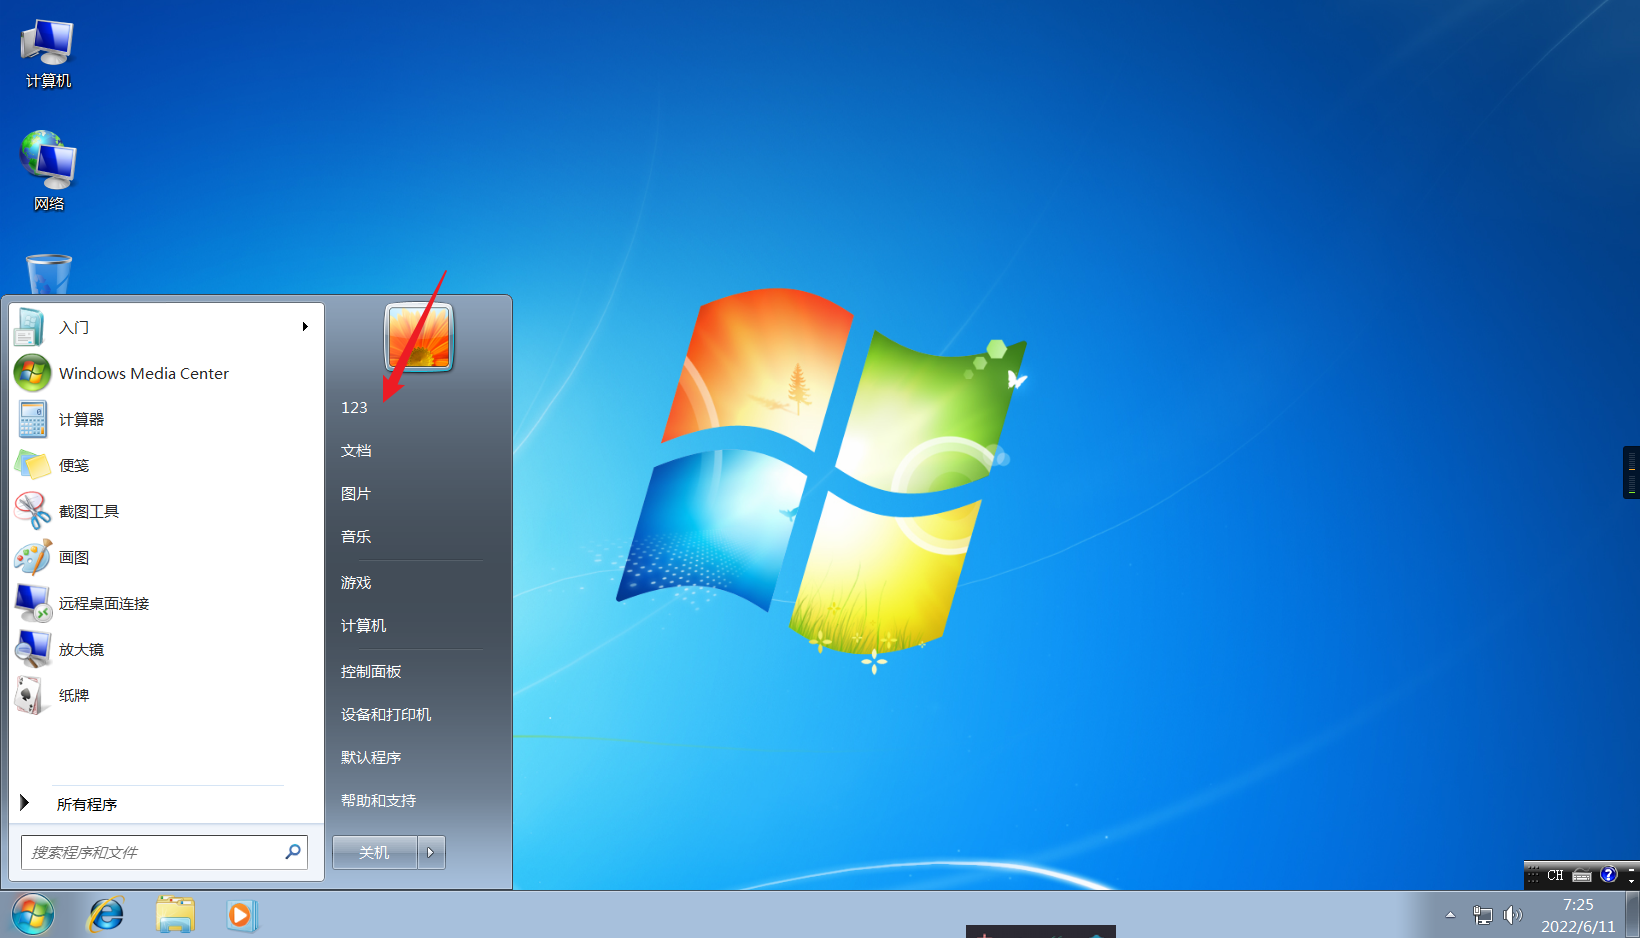 计算机
网络
入门
Windows Media Center
计算器
便笺
截图工具
画图
远程桌面连接
放大镜
纸牌
所有程序
搜索程序和文件
123
文档
图片
音乐
游戏
计算机
控制面板
设备和打印机
默认程序
帮助和支持
关机
CH
7:25
2022/6/11